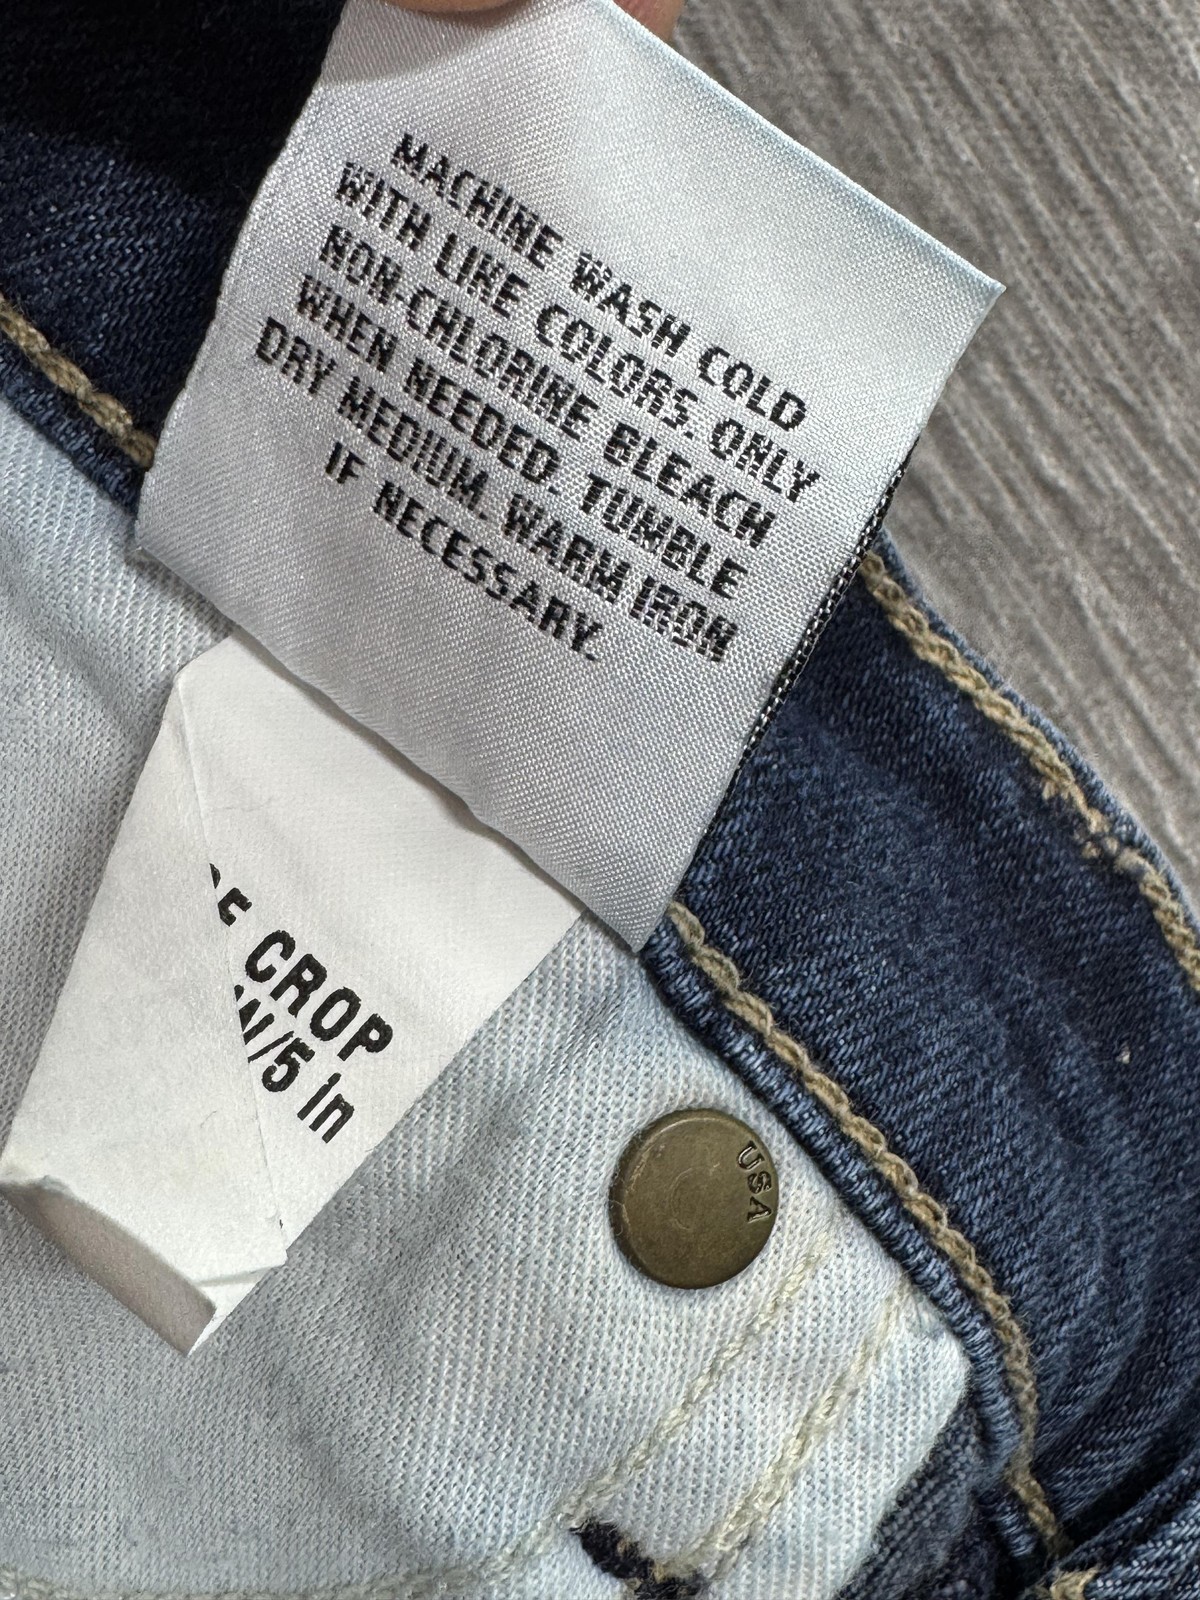 MACHINE WASH COLD
WITH LIKE COLORS. ONLY
NON-CHLORINE BLEACH
WHEN NEEDED. TUMBLE
DRY MEDIUM. WARM IRON
IF NECESSARY.
CROP
W/5 in
USA